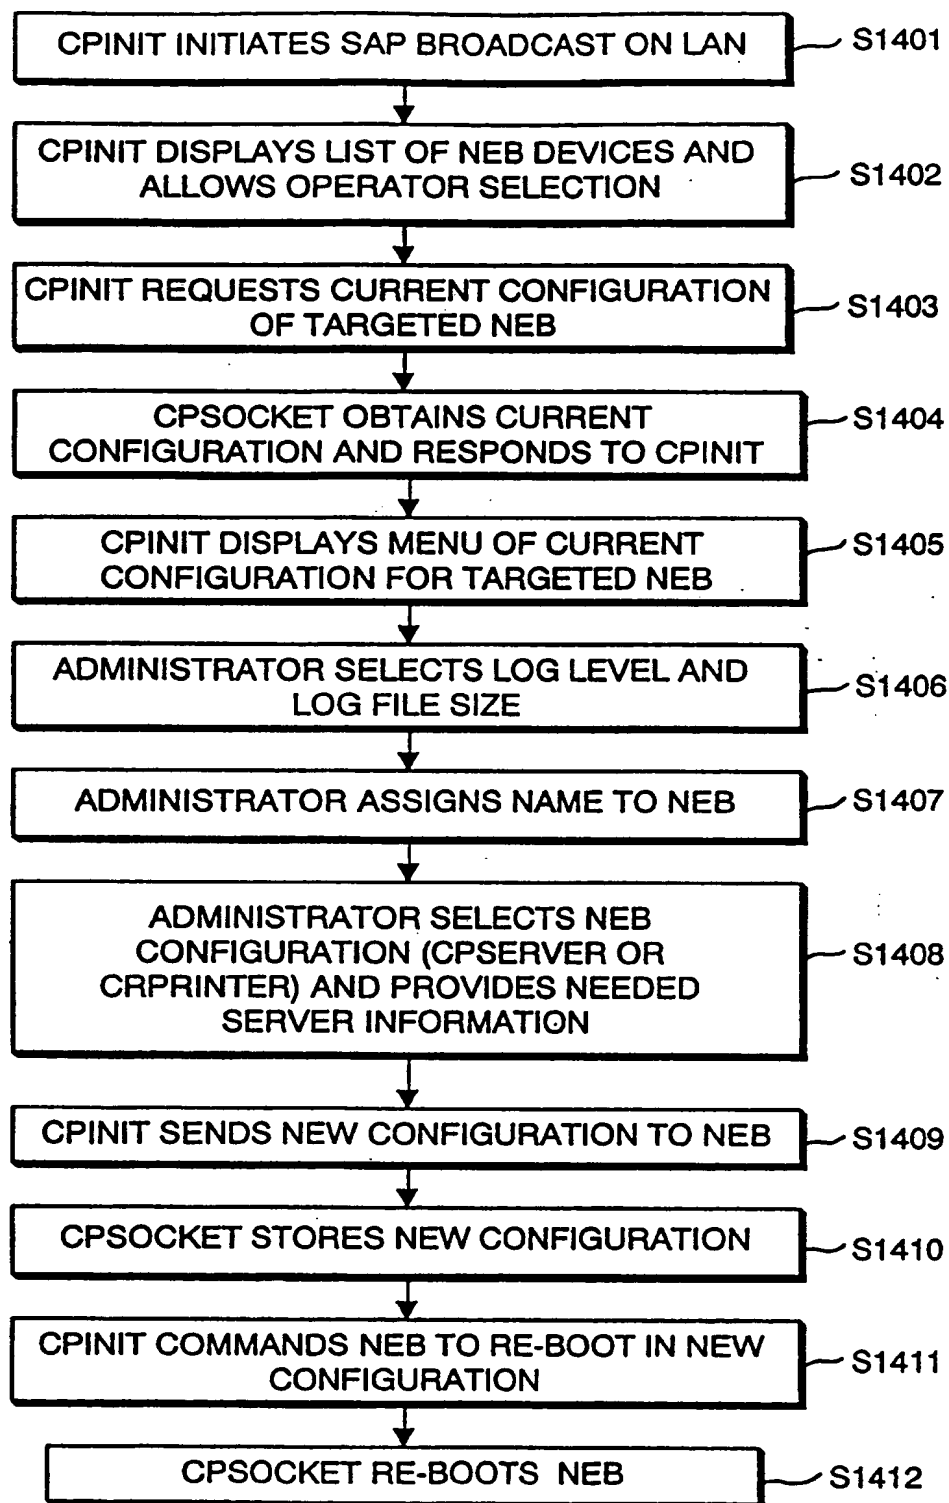 CPINIT INITIATES SAP BROADCAST ON LAN
S1401
CPINIT DISPLAYS LIST OF NEB DEVICES AND
ALLOWS OPERATOR SELECTION
S1402
CPINIT REQUESTS CURRENT CONFIGURATION
OF TARGETED NEB
S1403
CPSOCKET OBTAINS CURRENT
CONFIGURATION AND RESPONDS TO CPINIT
S1404
CPINIT DISPLAYS MENU OF CURRENT
CONFIGURATION FOR TARGETED NEB
S1405
ADMINISTRATOR SELECTS LOG LEVEL AND
LOG FILE SIZE
S1406
ADMINISTRATOR ASSIGNS NAME TO NEB
S1407
ADMINISTRATOR SELECTS NEB
CONFIGURATION (CPSERVER OR
CRPRINTER) AND PROVIDES NEEDED
SERVER INFORMATION
S1408
CPINIT SENDS NEW CONFIGURATION TO NEB
S1409
CPSOCKET STORES NEW CONFIGURATION
S1410
CPINIT COMMANDS NEB TO RE-BOOT IN NEW
CONFIGURATION
S1411
CPSOCKET RE-BOOTS NEB
S1412